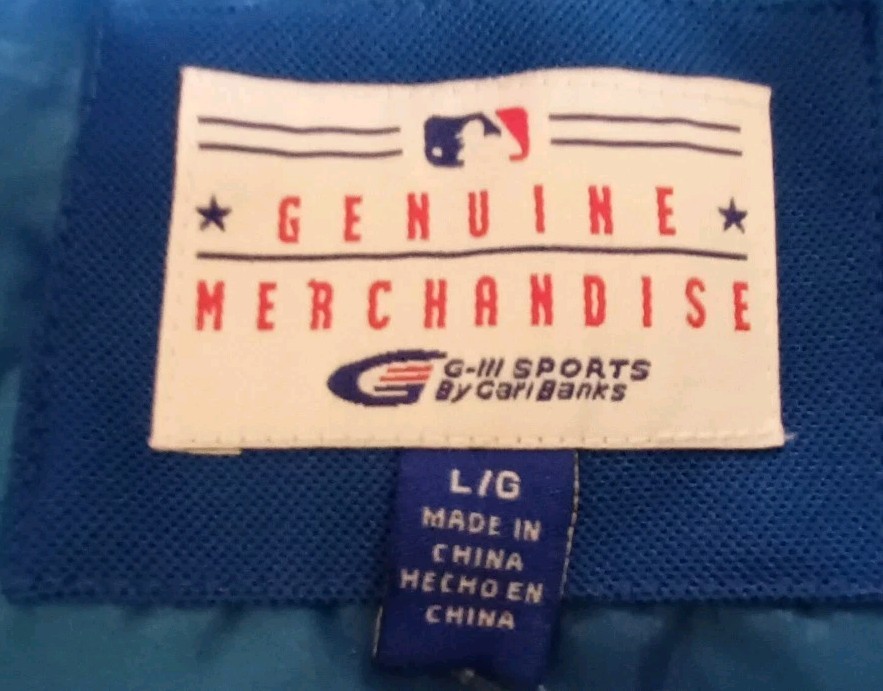 GENUINE
MERCHANDISE
G-III SPORTS
By Carl Banks
L/G
MADE IN
CHINA
HECHO EN
CHINA